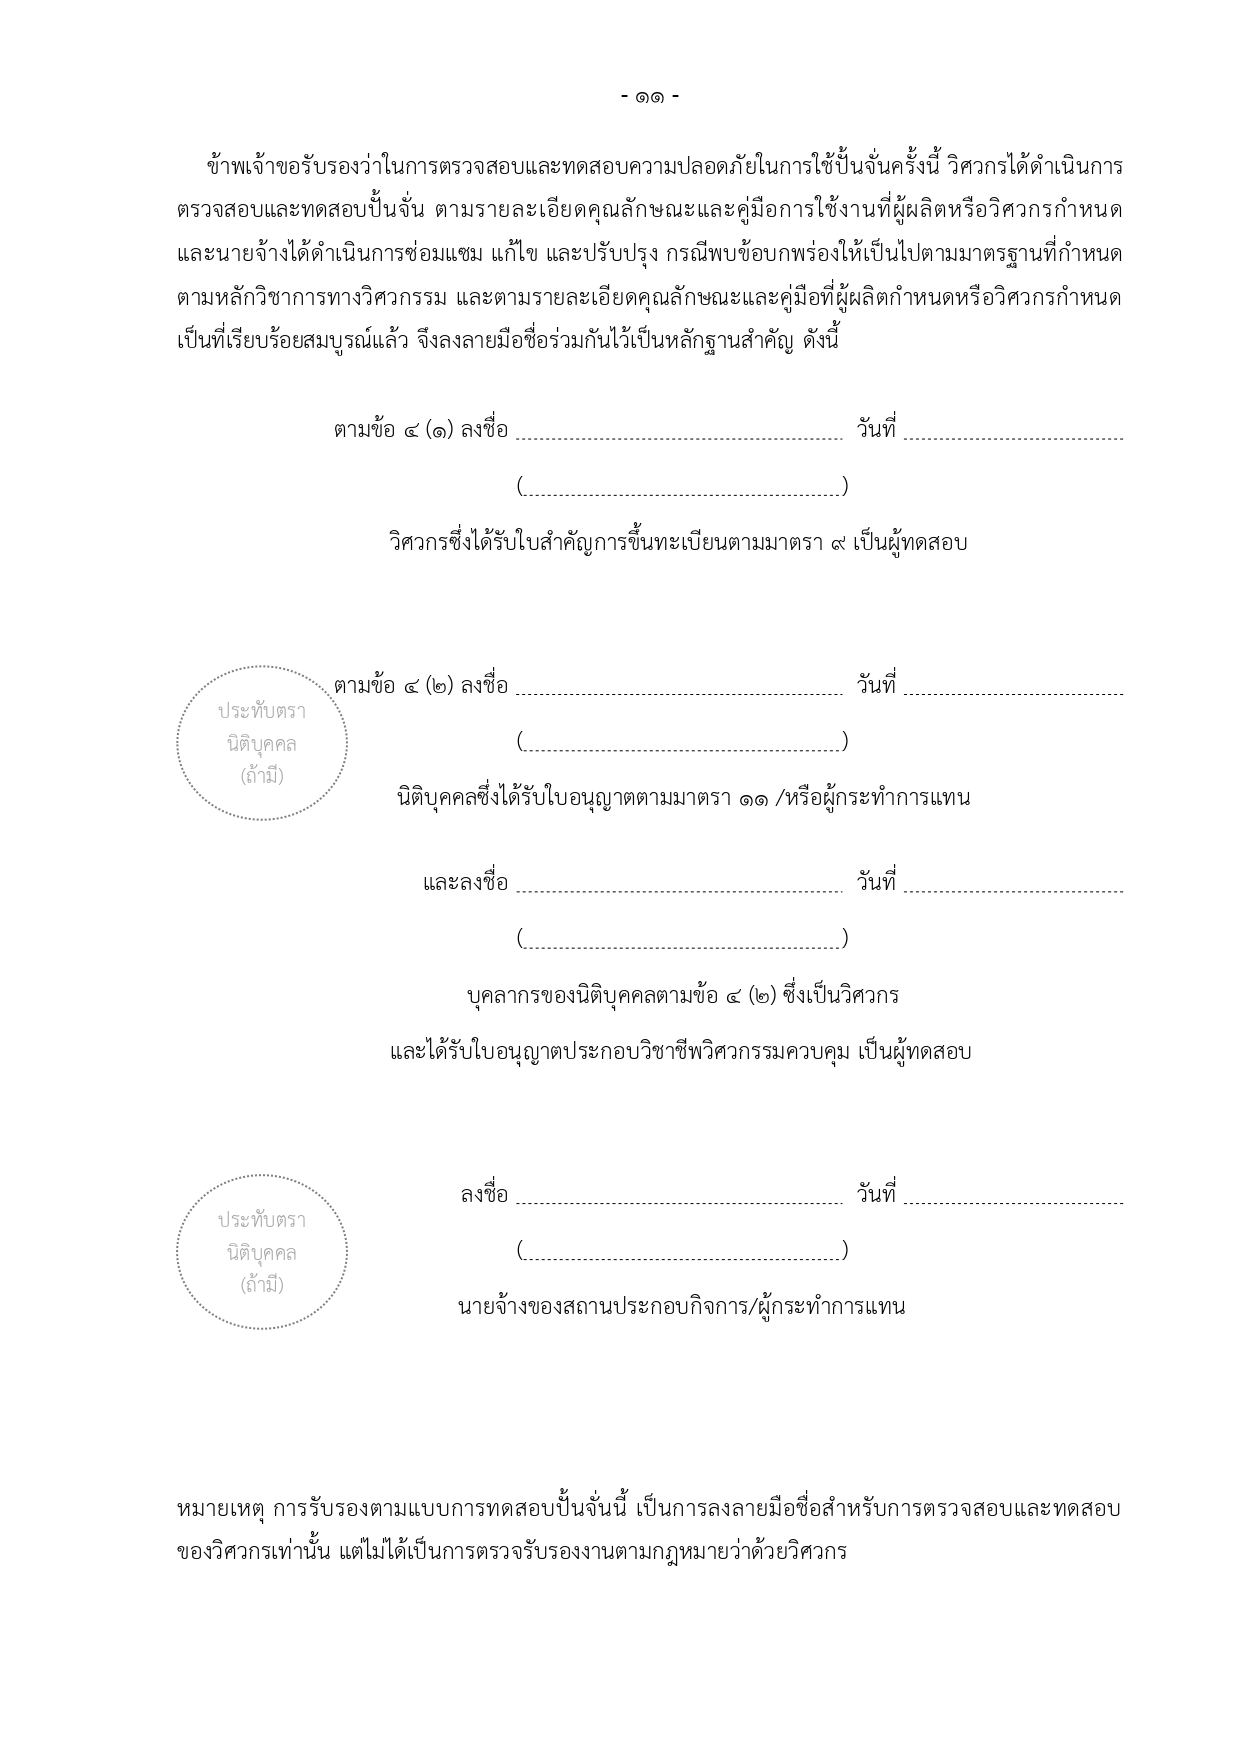 - ๑๑ -
ข้าพเจ้าขอรับรองว่าในการตรวจสอบและทดสอบความปลอดภัยในการใช้ปั้นจั่นครั้งนี้ วิศวกรได้ดำเนินการ
ตรวจสอบและทดสอบปั้นจั่น ตามรายละเอียดคุณลักษณะและคู่มือการใช้งานที่ผู้ผลิตหรือวิศวกรกำหนด
และนายจ้างได้ดำเนินการซ่อมแซม แก้ไข และปรับปรุง กรณีพบข้อบกพร่องให้เป็นไปตามมาตรฐานที่กำหนด
ตามหลักวิชาการทางวิศวกรรม และตามรายละเอียดคุณลักษณะและคู่มือที่ผู้ผลิตกำหนดหรือวิศวกรกำหนด
เป็นที่เรียบร้อยสมบูรณ์แล้ว จึงลงลายมือชื่อร่วมกันไว้เป็นหลักฐานสำคัญ ดังนี้
ตามข้อ ๔ (๑) ลงชื่อ วันที่
( )
วิศวกรซึ่งได้รับใบสำคัญการขึ้นทะเบียนตามมาตรา ๙ เป็นผู้ทดสอบ
ตามข้อ ๔ (๒) ลงชื่อ วันที่
ประทับตรา
นิติบุคคล
(ถ้ามี)
( )
นิติบุคคลซึ่งได้รับใบอนุญาตตามมาตรา ๑๑ /หรือผู้กระทำการแทน
และลงชื่อ วันที่
( )
บุคลากรของนิติบุคคลตามข้อ ๔ (๒) ซึ่งเป็นวิศวกร
และได้รับใบอนุญาตประกอบวิชาชีพวิศวกรรมควบคุม เป็นผู้ทดสอบ
ลงชื่อ วันที่
ประทับตรา
นิติบุคคล
(ถ้ามี)
( )
นายจ้างของสถานประกอบกิจการ/ผู้กระทำการแทน
หมายเหตุ การรับรองตามแบบการทดสอบปั้นจั่นนี้ เป็นการลงลายมือชื่อสำหรับการตรวจสอบและทดสอบ
ของวิศวกรเท่านั้น แต่ไม่ได้เป็นการตรวจรับรองงานตามกฎหมายว่าด้วยวิศวกร